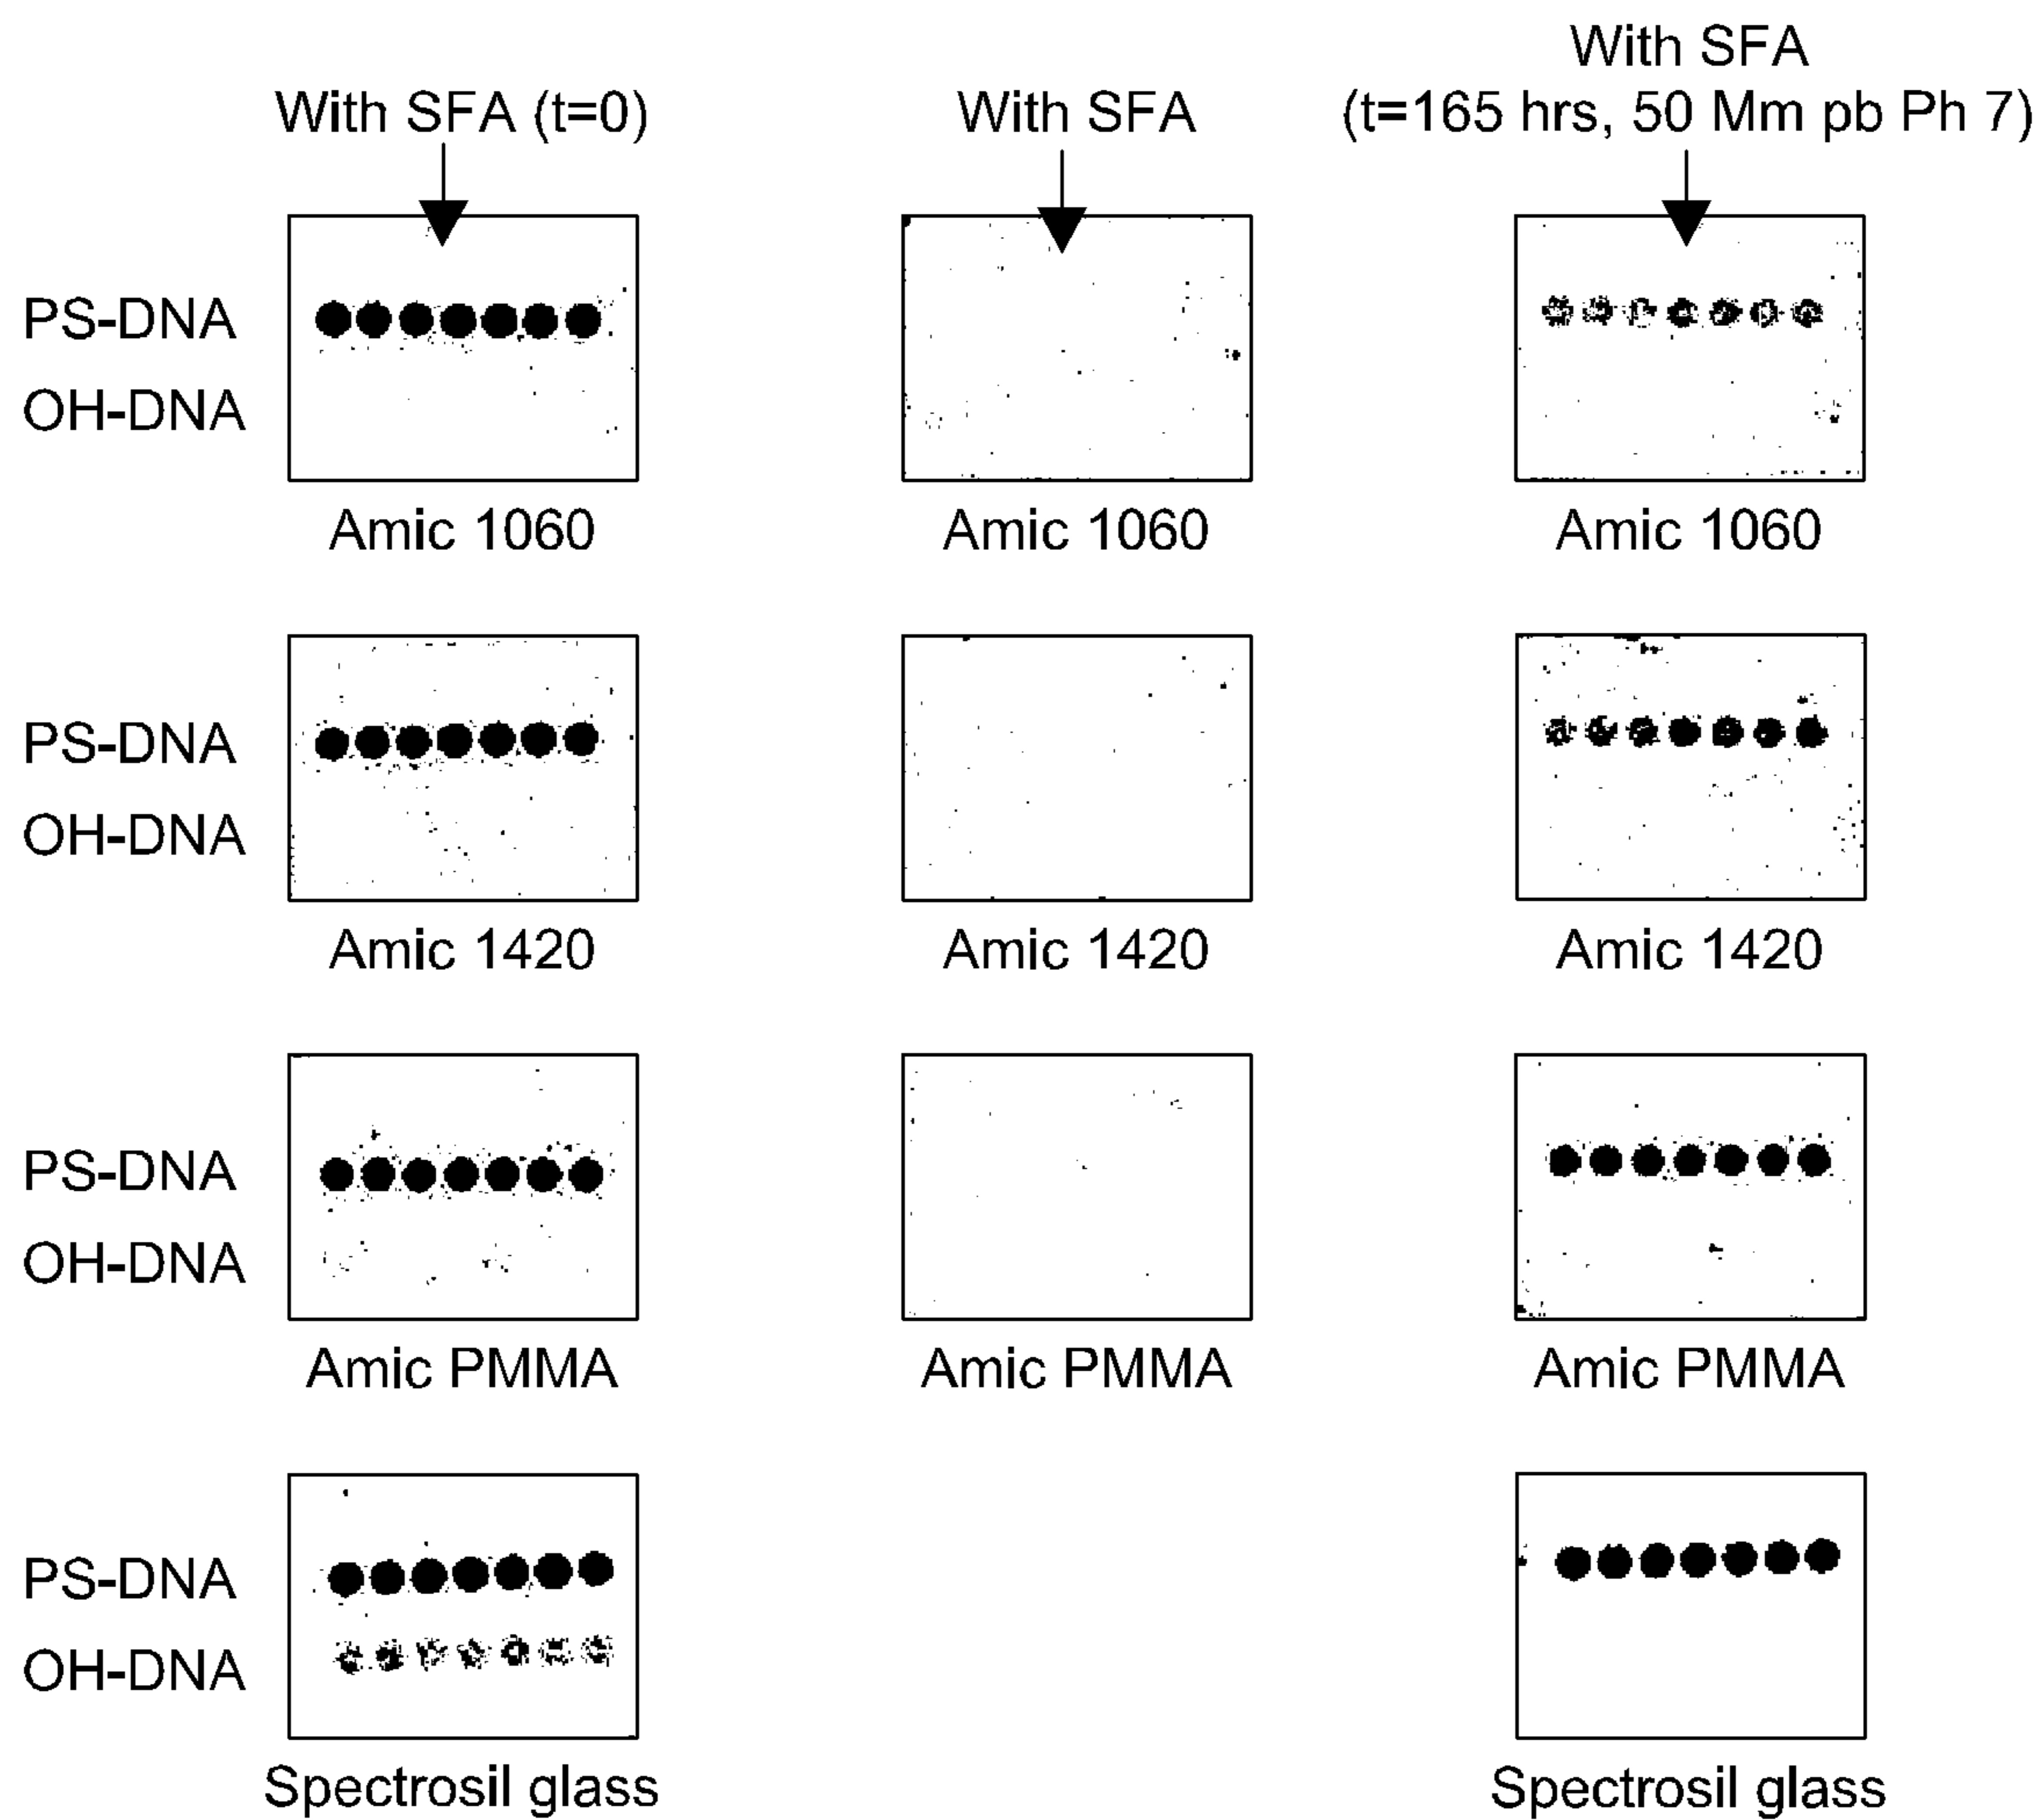 With SFA (t=0)
With SFA
With SFA
(t=165 hrs, 50 Mm pb Ph 7)
PS-DNA
OH-DNA
Amic 1060
Amic 1060
Amic 1060
PS-DNA
OH-DNA
Amic 1420
Amic 1420
Amic 1420
PS-DNA
OH-DNA
Amic PMMA
Amic PMMA
Amic PMMA
PS-DNA
OH-DNA
Spectrosil glass
Spectrosil glass